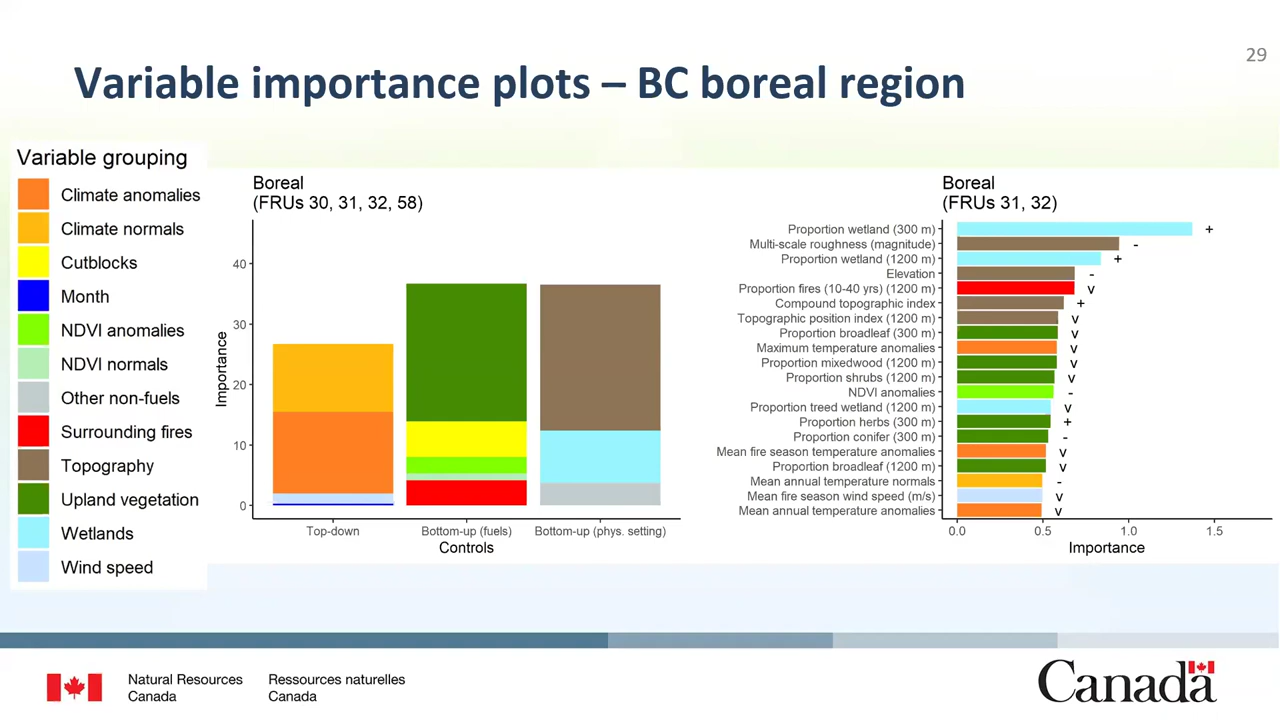 29
Variable importance plots – BC boreal region
Variable grouping
Climate anomalies
Climate normals
Cutblocks
Month
NDVI anomalies
NDVI normals
Other non-fuels
Surrounding fires
Topography
Upland vegetation
Wetlands
Wind speed
Boreal
(FRUs 30, 31, 32, 58)
Importance
40
30
20
10
0
Top-down
Bottom-up (fuels)
Bottom-up (phys. setting)
Controls
Boreal
(FRUs 31, 32)
Proportion wetland (300 m) +
Multi-scale roughness (magnitude) -
Proportion wetland (1200 m) +
Elevation -
Proportion fires (10-40 yrs) (1200 m) v
Compound topographic index +
Topographic position index (1200 m) v
Proportion broadleaf (300 m) v
Maximum temperature anomalies v
Proportion mixedwood (1200 m) v
Proportion shrubs (1200 m) v
NDVI anomalies -
Proportion treed wetland (1200 m) v
Proportion herbs (300 m) +
Proportion conifer (300 m) -
Mean fire season temperature anomalies v
Proportion broadleaf (1200 m) v
Mean annual temperature normals -
Mean fire season wind speed (m/s) v
Mean annual temperature anomalies v
0.0 0.5 1.0 1.5
Importance
Natural Resources
Canada
Ressources naturelles
Canada
Canada